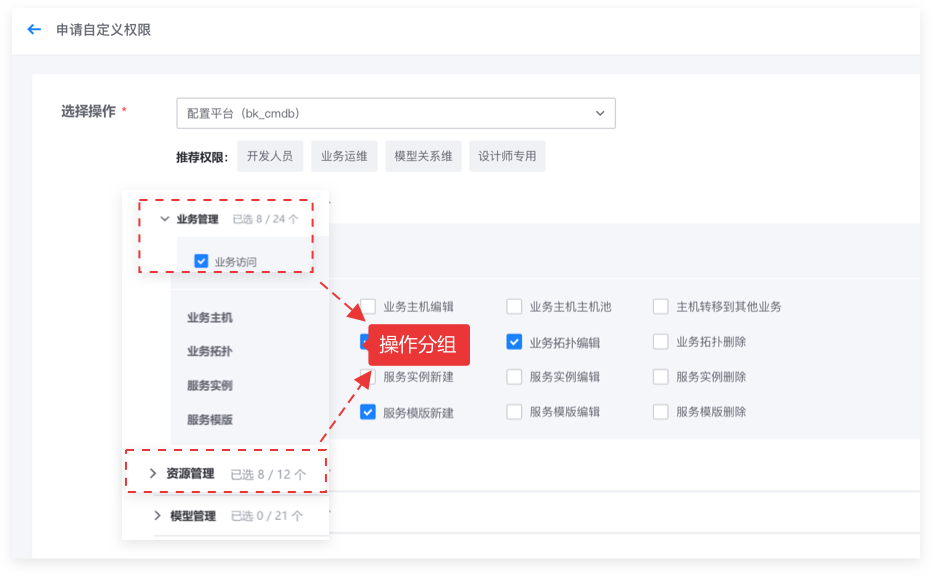 申请自定义权限
选择操作 *
配置平台（bk_cmdb）
推荐权限： 开发人员 业务运维 模型关系维 设计师专用
业务管理 已选 8 / 24 个
业务访问
业务主机 业务主机编辑 业务主机主机池 主机转移到其他业务
操作分组
业务拓扑 业务拓扑编辑 业务拓扑删除
服务实例 服务实例新建 服务实例编辑 服务实例删除
服务模版 服务模版新建 服务模版编辑 服务模版删除
资源管理 已选 8 / 12 个
模型管理 已选 0 / 21 个